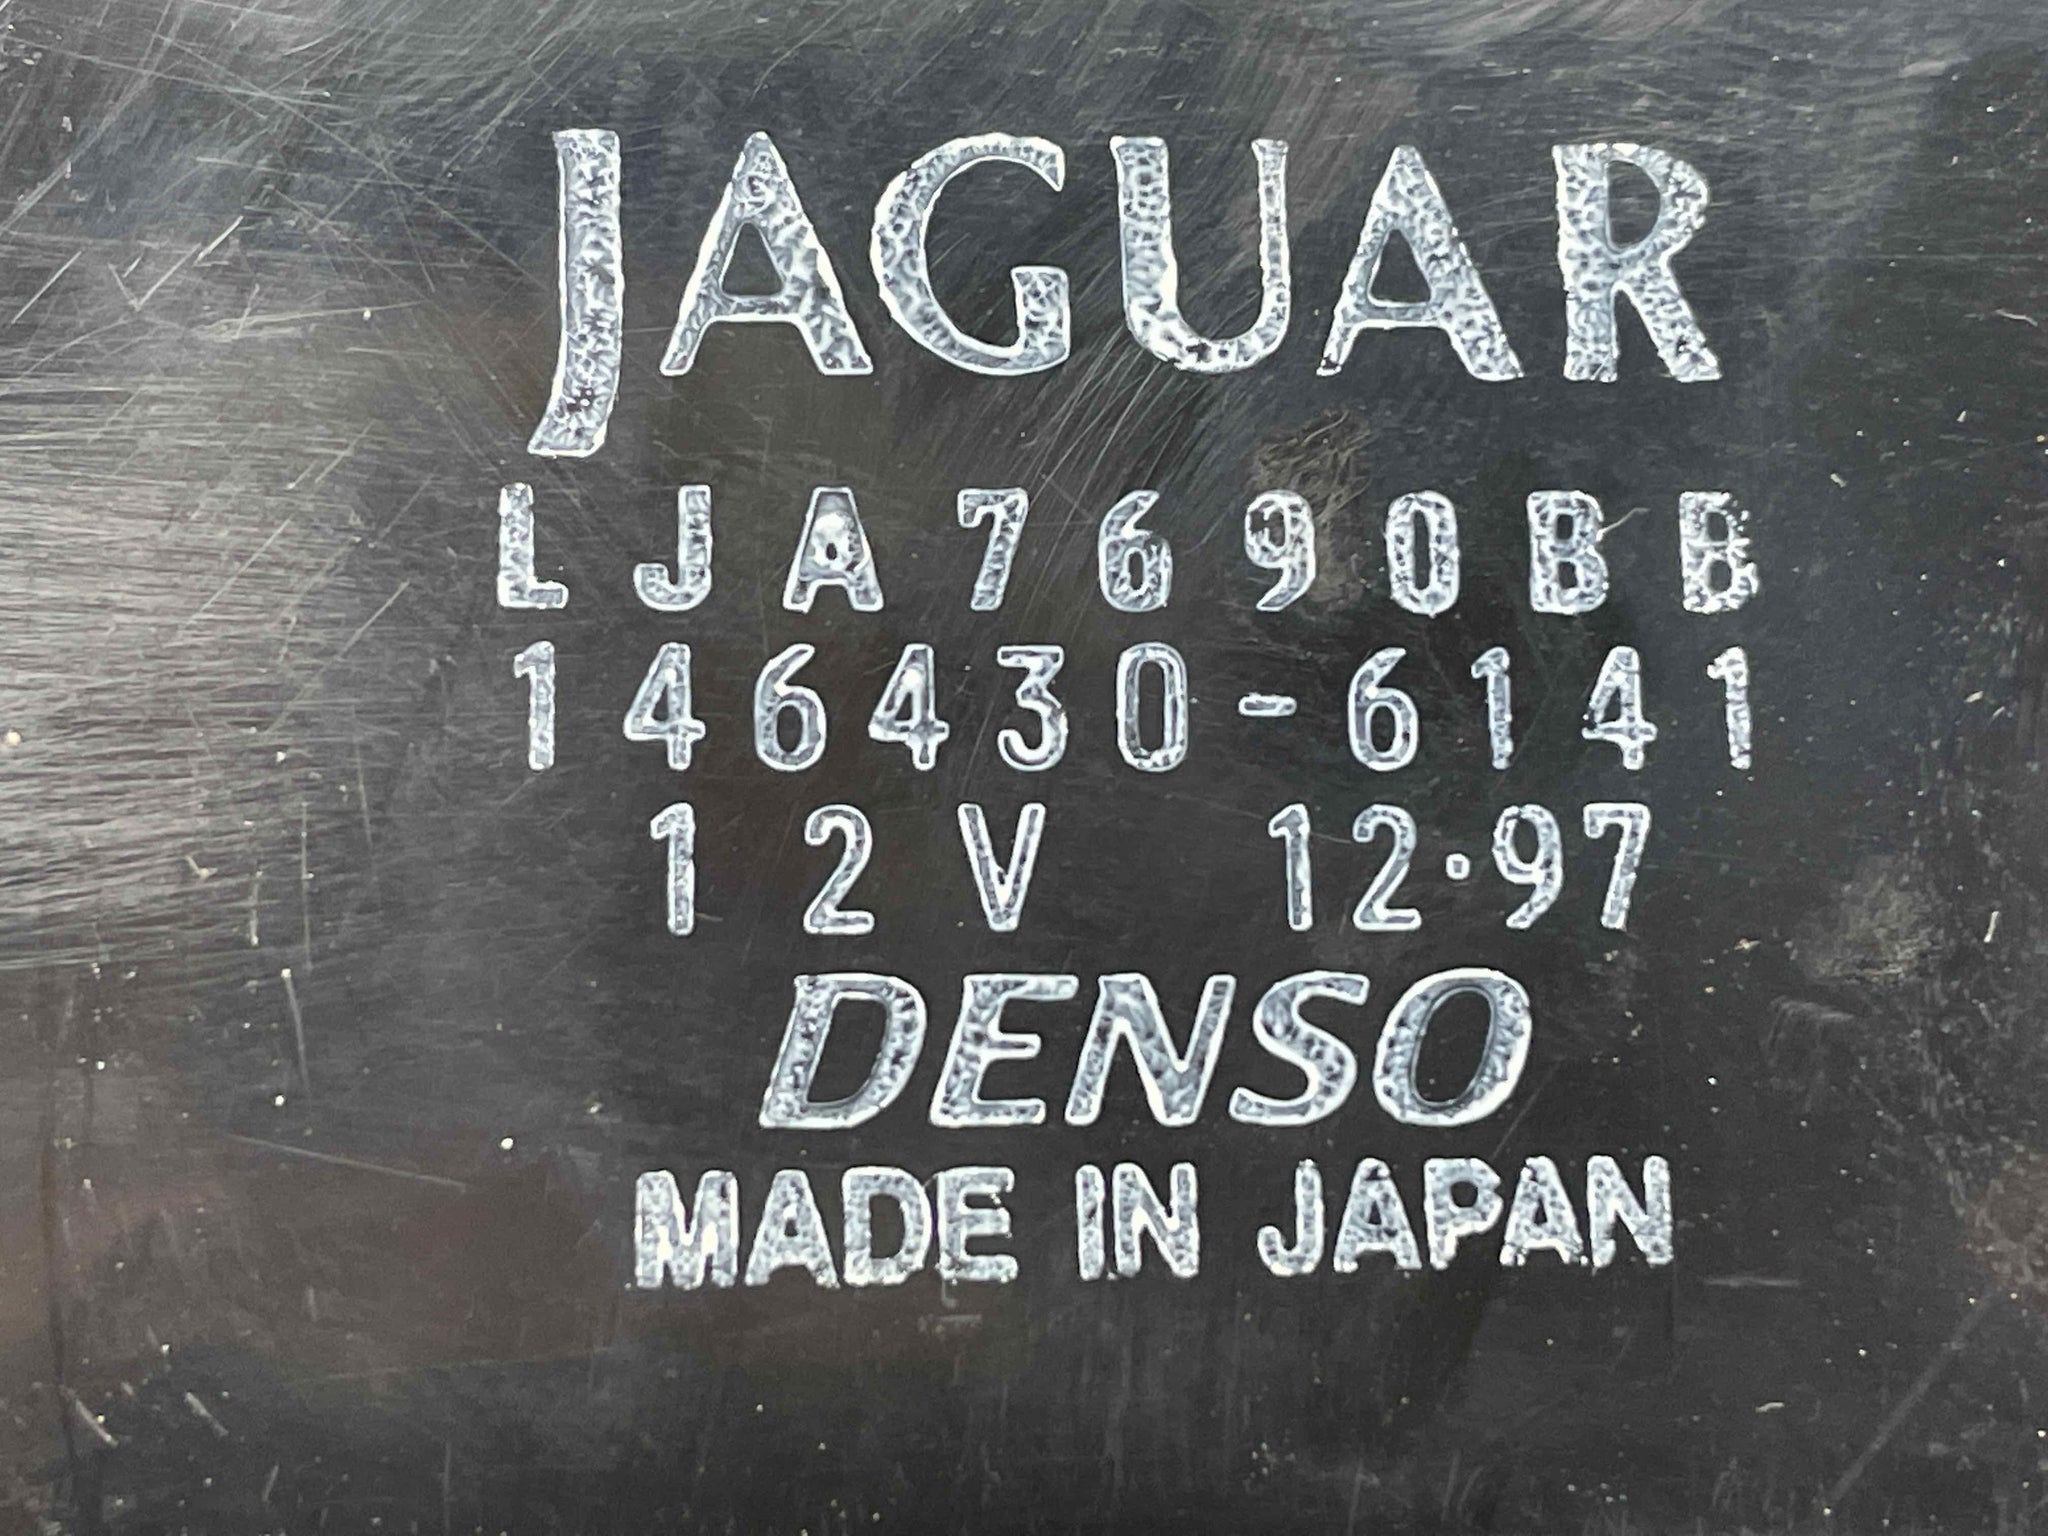 JAGUAR
LJA7690BB
146430-6141
12V 12·97
DENSO
MADE IN JAPAN